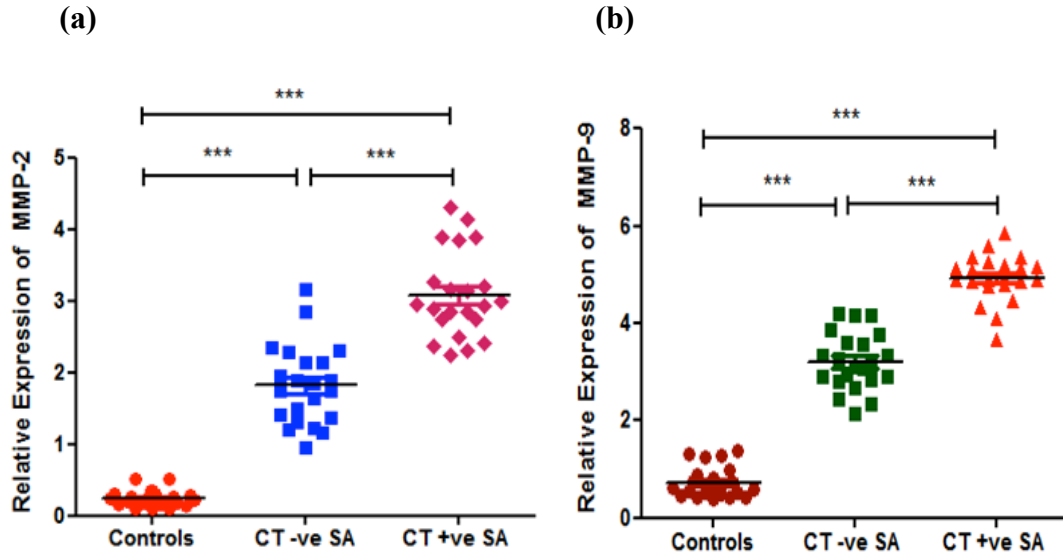 (a)
(b)
Relative Expression of MMP-2
5
4
3
2
1
0
***
***
***
Controls
CT -ve SA
CT +ve SA
Relative Expression of MMP-9
8
6
4
2
0
***
***
***
Controls
CT -ve SA
CT +ve SA